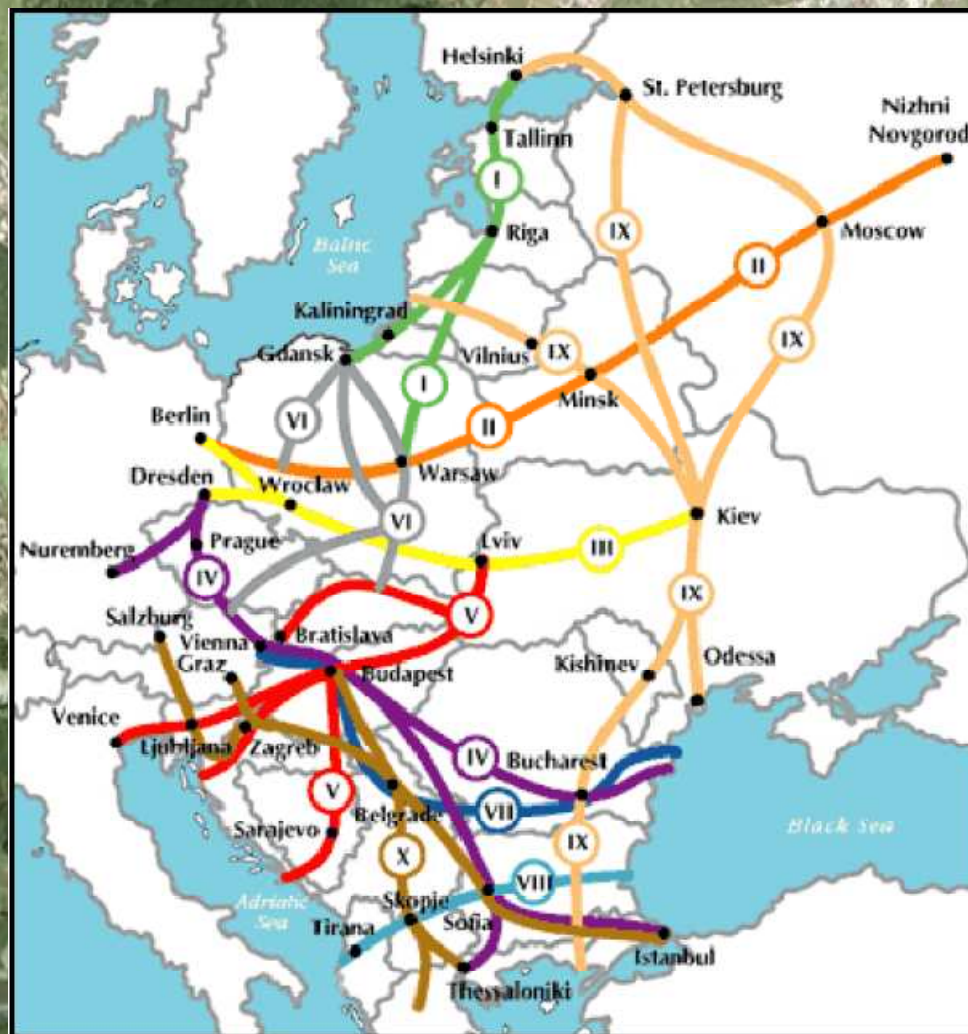 Helsinki
St. Petersburg
Nizhni
Novgorod
Tallinn
I
Riga
IX
Moscow
II
Baltic
Sea
Kaliningrad
IX
Gdansk
Vilnius
IX
I
Minsk
VI
Berlin
II
Warsaw
Dresden
Wroclaw
VI
Kiev
Nuremberg
Prague
Lviv
III
IV
IX
Salzburg
V
Vienna
Bratislava
Graz
Budapest
Kishinev
Odessa
Venice
Ljubljana
Zagreb
IV
Bucharest
V
Belgrade
VII
Sarajevo
Black Sea
IX
X
VIII
Adriatic
Sea
Skopje
Tirana
Sofia
Istanbul
Thessaloniki